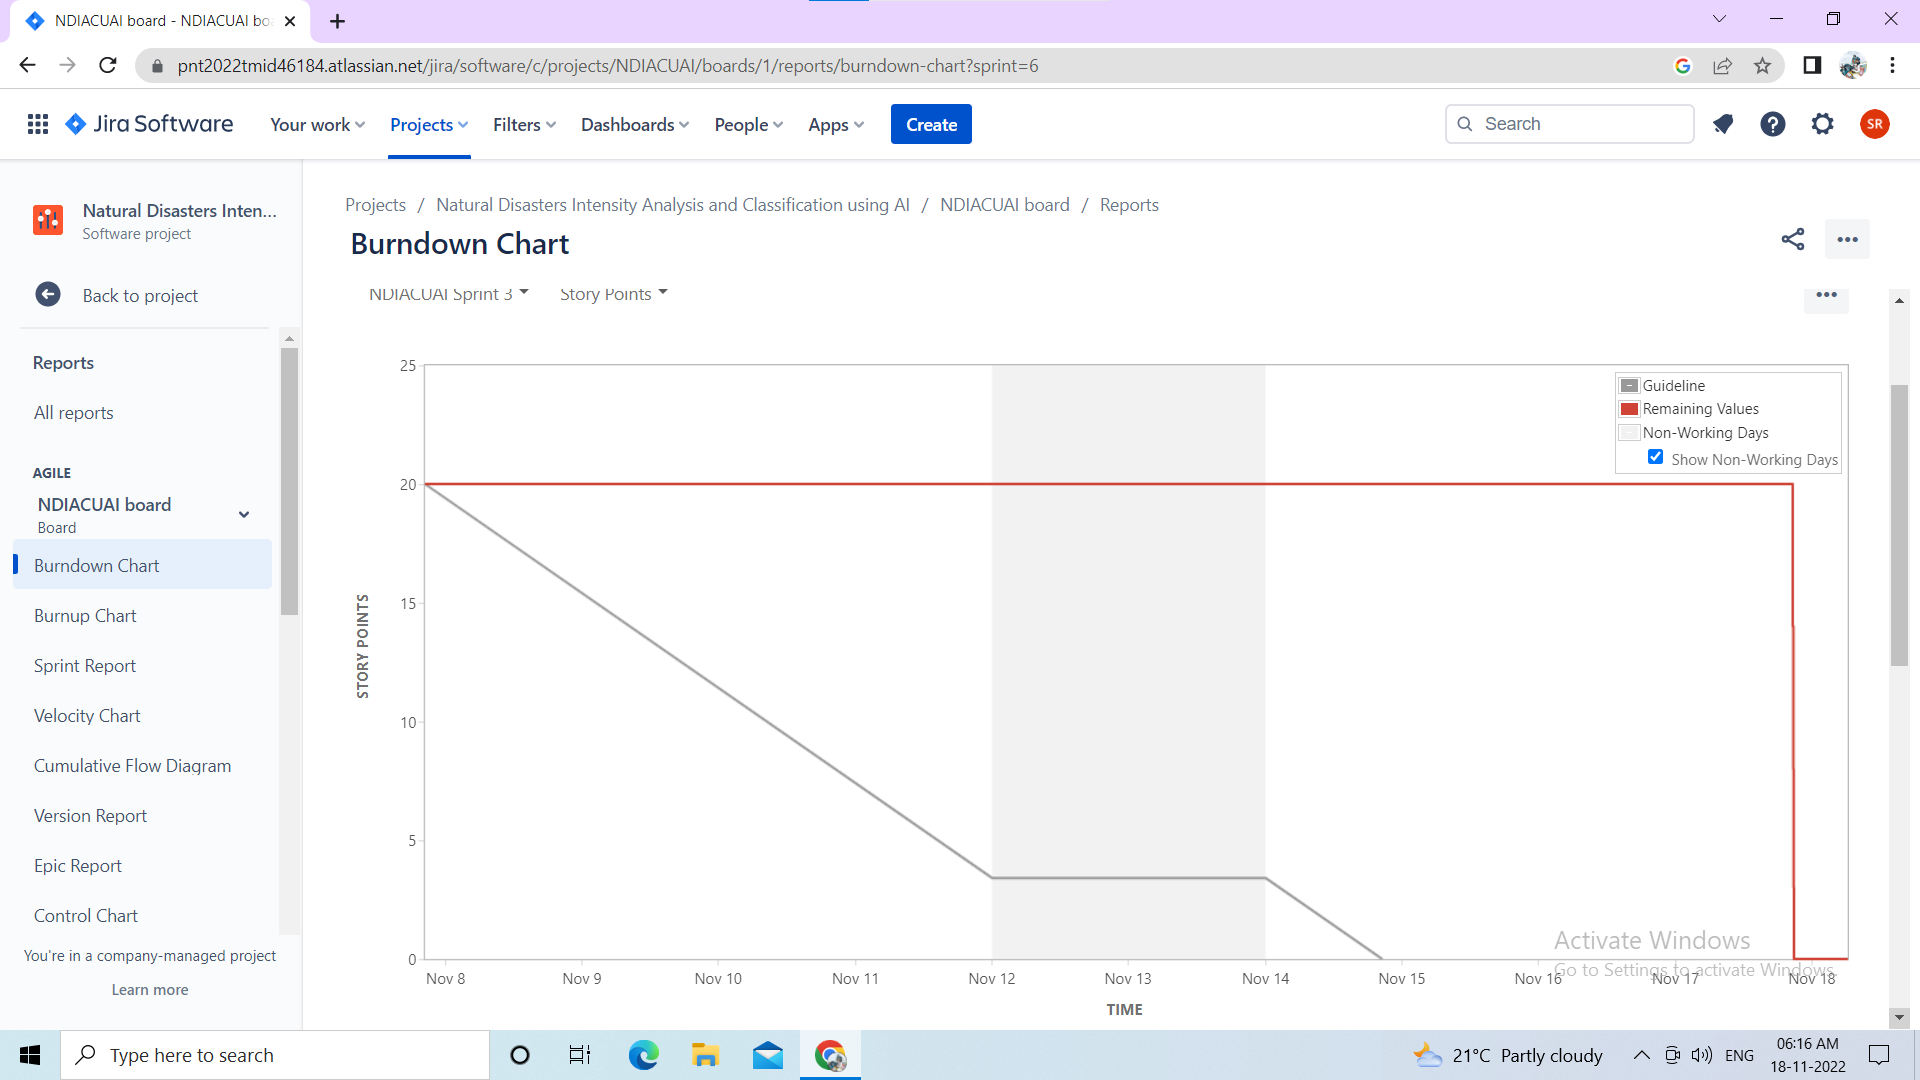 NDIACUAI board - NDIACUAI boa
pnt2022tmid46184.atlassian.net/jira/software/c/projects/NDIACUAI/boards/1/reports/burndown-chart?sprint=6
Jira Software Your work Projects Filters Dashboards People Apps Create Search SR
Natural Disasters Inten...
Software project
Back to project
Reports
All reports
AGILE
NDIACUAI board
Board
Burndown Chart
Burnup Chart
Sprint Report
Velocity Chart
Cumulative Flow Diagram
Version Report
Epic Report
Control Chart
You're in a company-managed project
Learn more
Projects / Natural Disasters Intensity Analysis and Classification using AI / NDIACUAI board / Reports
Burndown Chart
NDIACUAI Sprint 3 Story Points
25
20
15
10
5
0
STORY POINTS
Guideline
Remaining Values
Non-Working Days
Show Non-Working Days
Nov 8 Nov 9 Nov 10 Nov 11 Nov 12 Nov 13 Nov 14 Nov 15 Nov 16 Nov 17 Nov 18
TIME
Activate Windows
Go to Settings to activate Windows.
Type here to search
21°C Partly cloudy
ENG
06:16 AM
18-11-2022